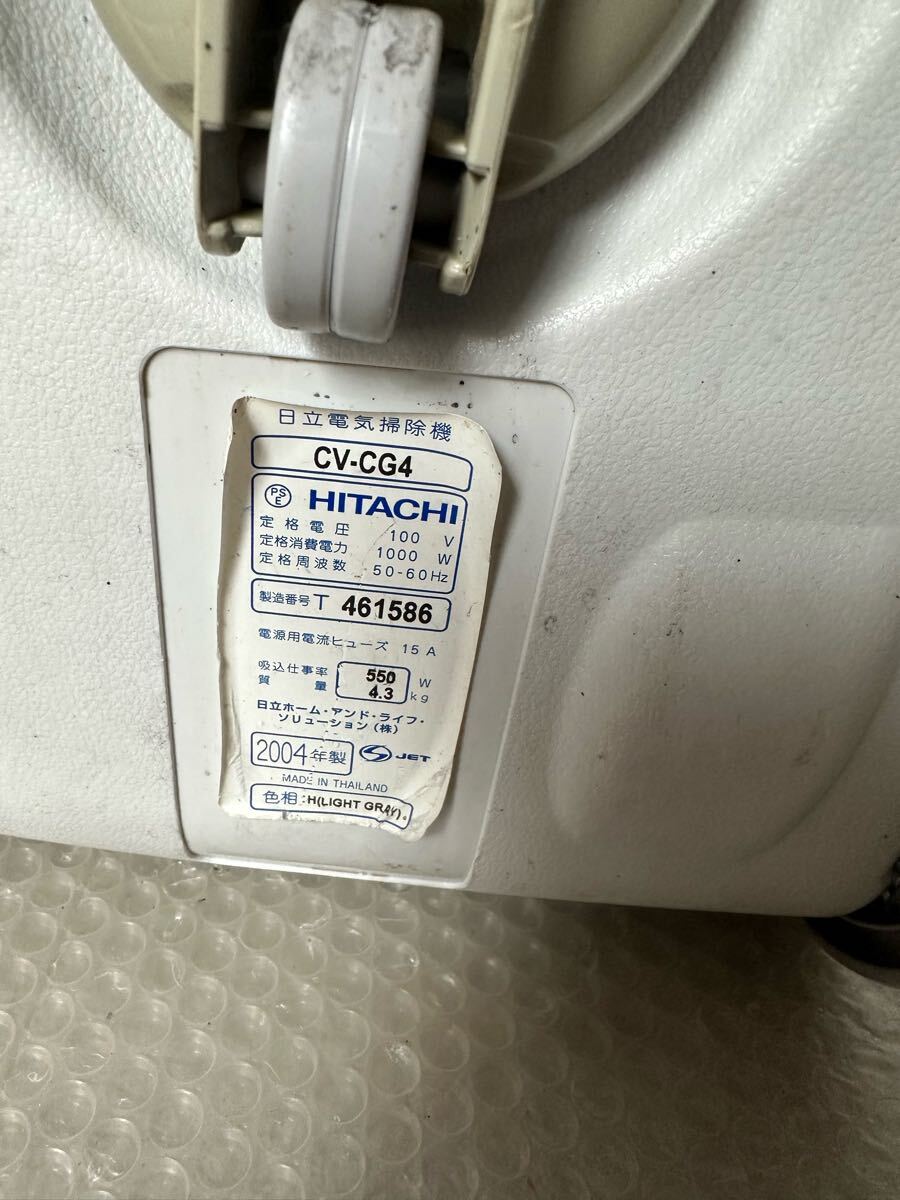 日立電気掃除機
CV-CG4
PSE HITACHI
定格電圧 100 V
定格消費電力 1000 W
定格周波数 50-60Hz
製造番号 T 461586
電源用電流ヒューズ 15 A
吸込仕事率 550 W
質量 4.3 kg
日立ホーム・アンド・ライフ・
ソリューション(株)
2004年製 S JET
MADE IN THAILAND
色相:H(LIGHT GRAY)。